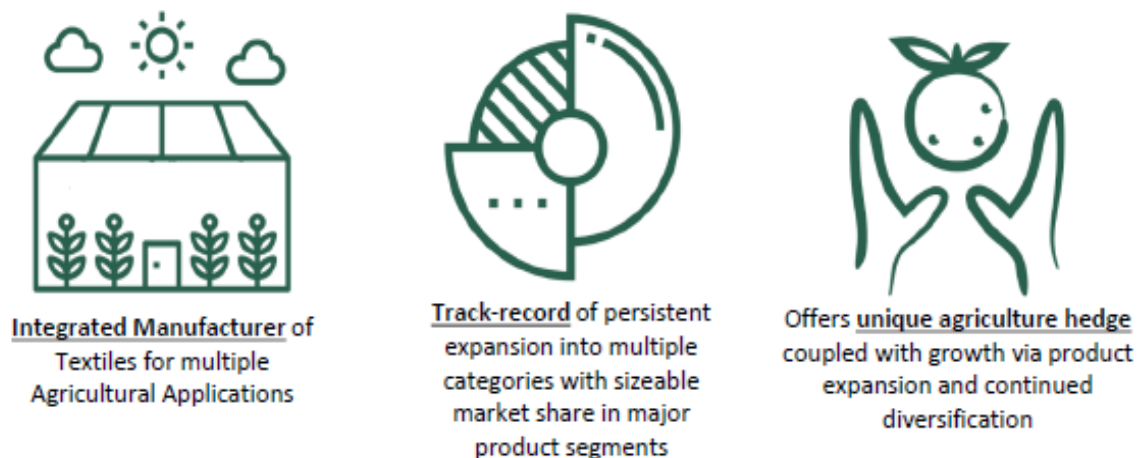 Integrated Manufacturer of
Textiles for multiple
Agricultural Applications
Track-record of persistent
expansion into multiple
categories with sizeable
market share in major
product segments
Offers unique agriculture hedge
coupled with growth via product
expansion and continued
diversification